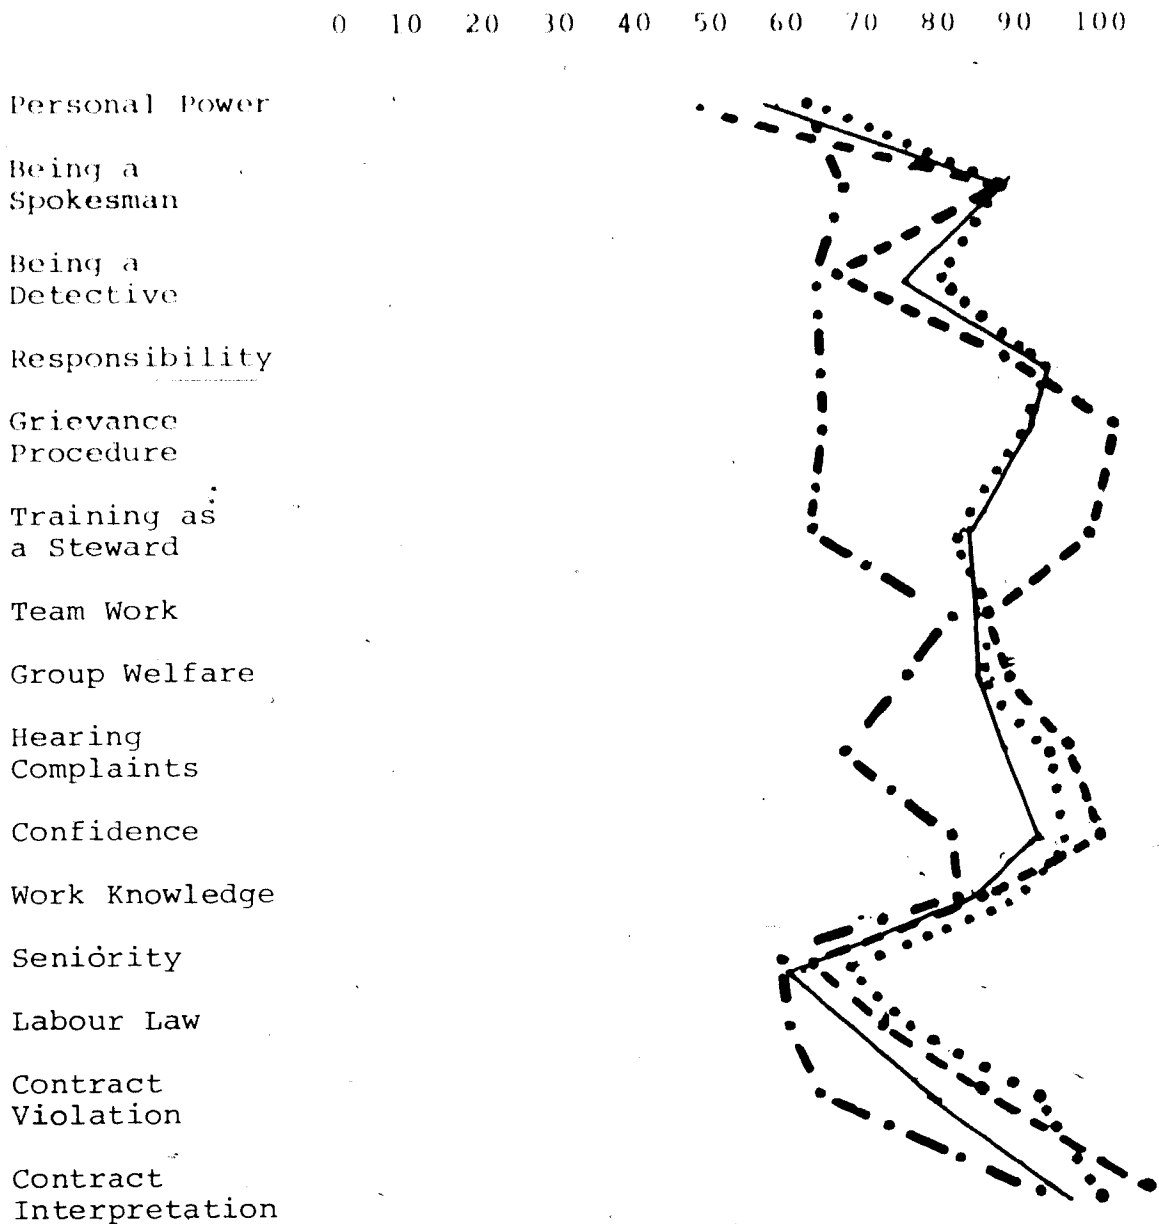 0 10 20 30 40 50 60 70 80 90 100
Personal Power
Being a
Spokesman
Being a
Detective
Responsibility
Grievance
Procedure
Training as
a Steward
Team Work
Group Welfare
Hearing
Complaints
Confidence
Work Knowledge
Seniority
Labour Law
Contract
Violation
Contract
Interpretation